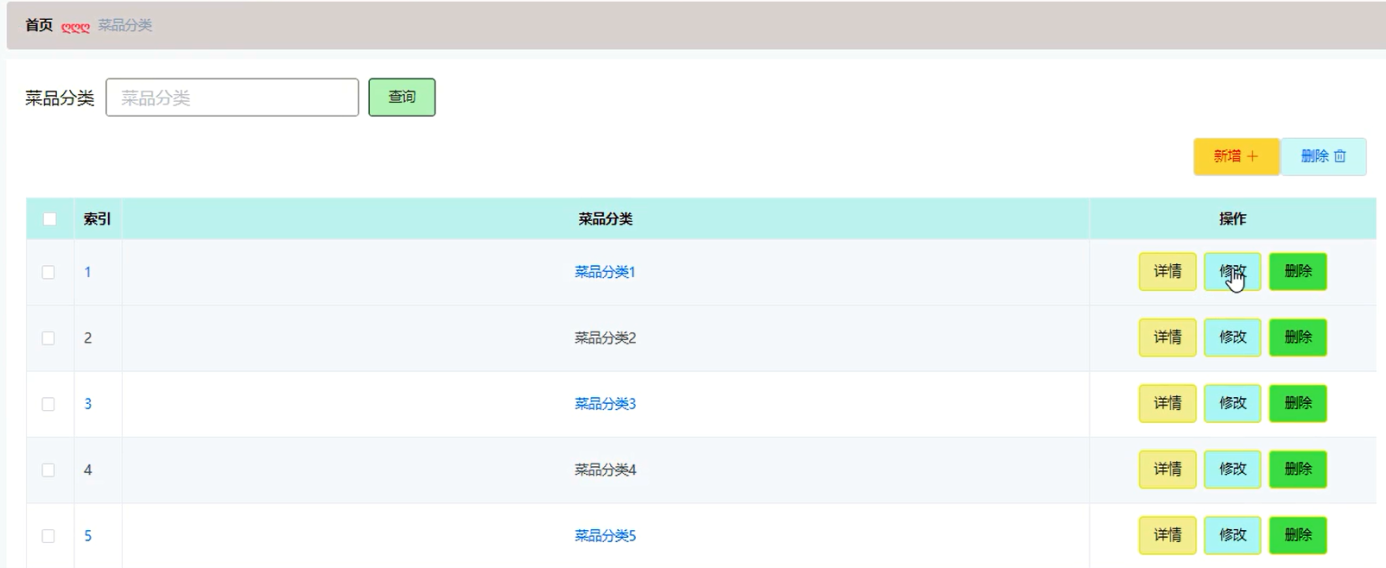 首页 ღღღ 菜品分类
菜品分类 菜品分类 查询
新增 + 删除
索引 菜品分类 操作
1 菜品分类1 详情 修改 删除
2 菜品分类2 详情 修改 删除
3 菜品分类3 详情 修改 删除
4 菜品分类4 详情 修改 删除
5 菜品分类5 详情 修改 删除